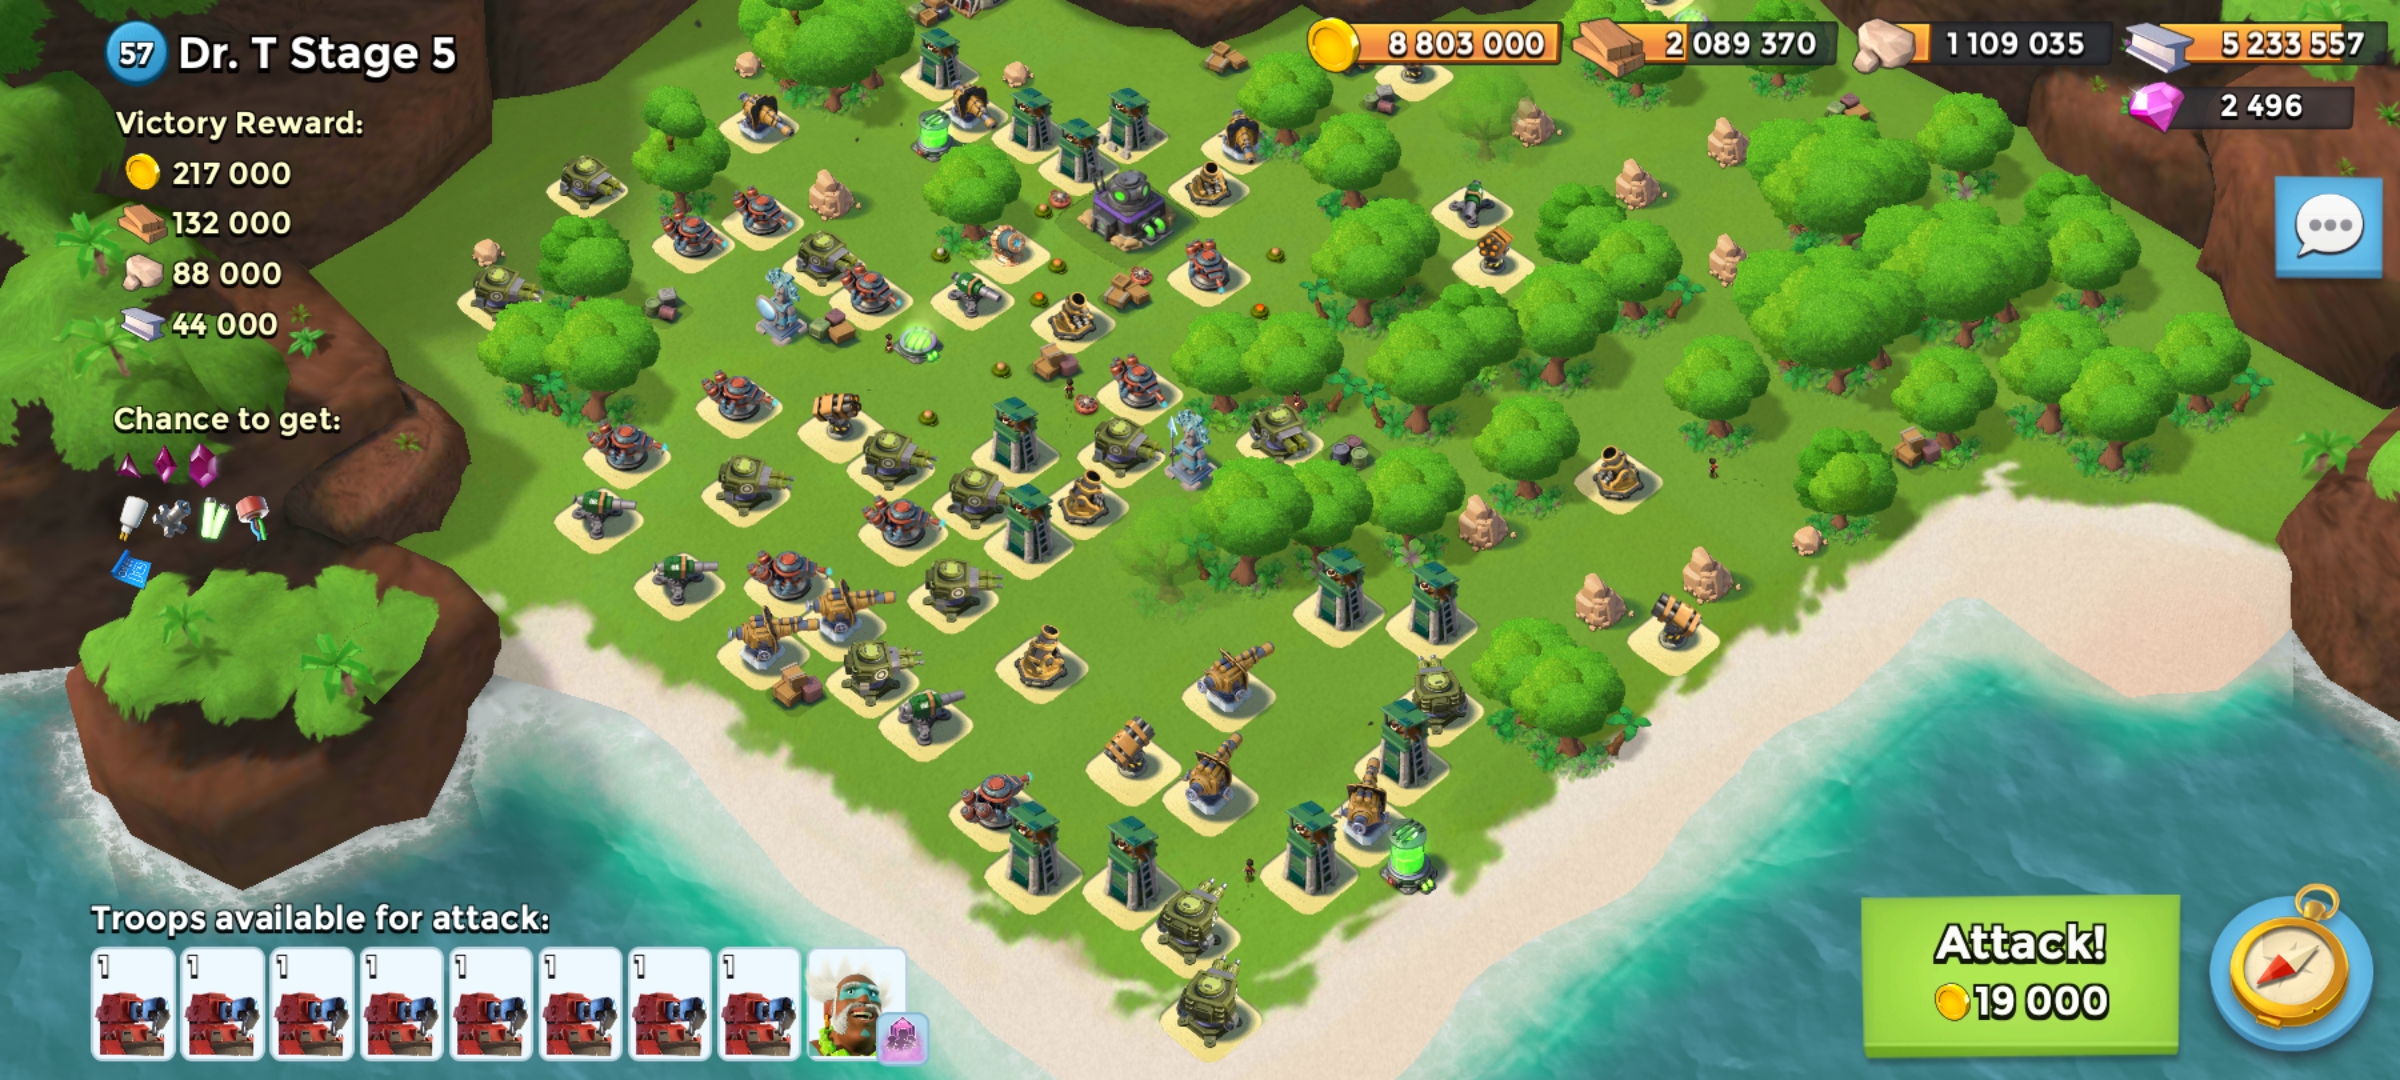 57 Dr. T Stage 5
8 803 000
2 089 370
1 109 035
5 233 557
2 496
Victory Reward:
217 000
132 000
88 000
44 000
Chance to get:
Troops available for attack:
1 1 1 1 1 1 1 1
Attack!
19 000